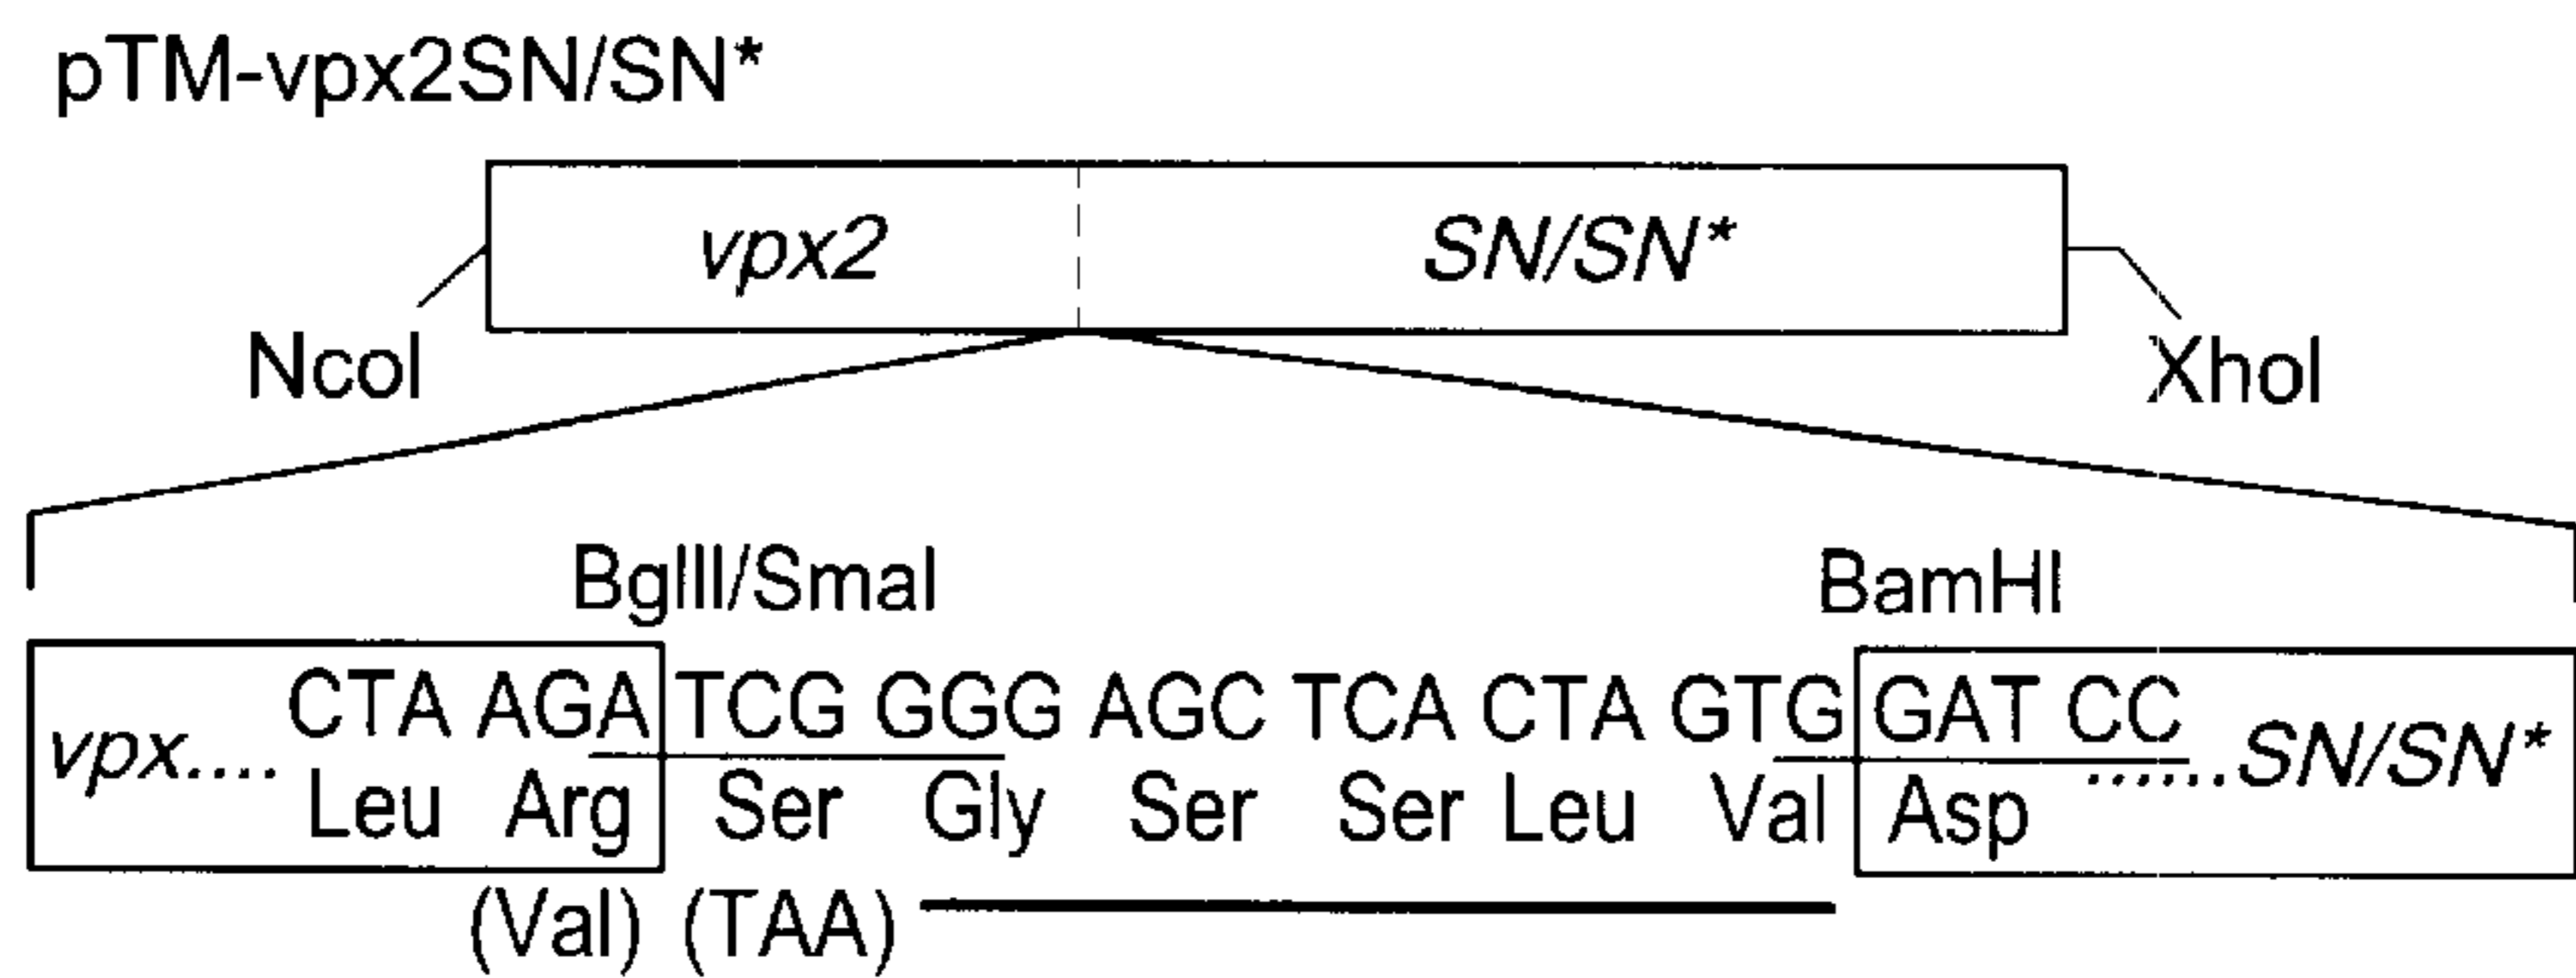 pTM-vpx2SN/SN*
vpx2 SN/SN*
NcoI XhoI
BglII/SmaI BamHI
vpx.... CTA AGA TCG GGG AGC TCA CTA GTG GAT CC ......SN/SN*
Leu Arg Ser Gly Ser Ser Leu Val Asp
(Val) (TAA)